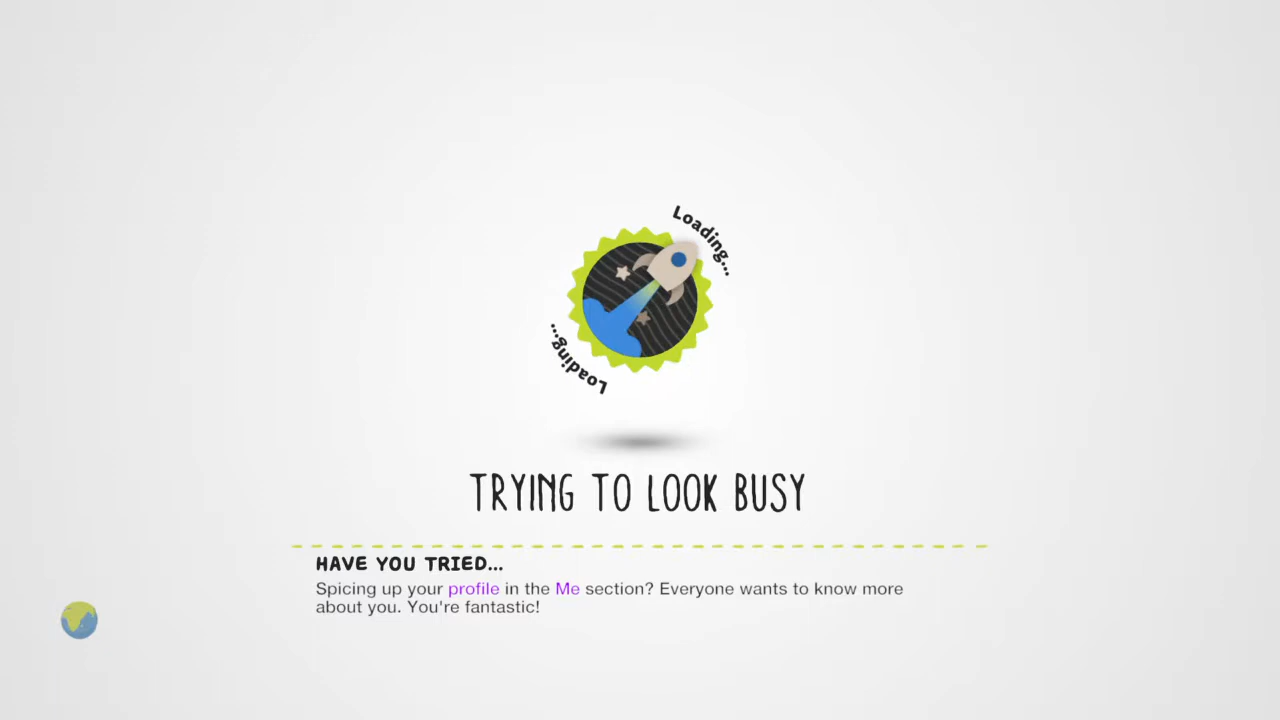 Loading...
Loading...
TRYING TO LOOK BUSY
HAVE YOU TRIED...
Spicing up your profile in the Me section? Everyone wants to know more
about you. You're fantastic!